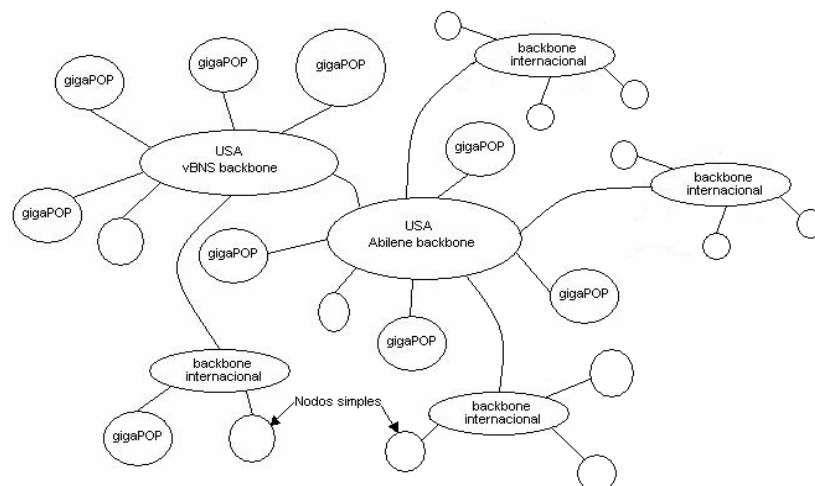 backbone
internacional
gigaPOP
gigaPOP
gigaPOP
USA
vBNS backbone
gigaPOP
backbone
internacional
gigaPOP
USA
Abilene backbone
gigaPOP
gigaPOP
gigaPOP
backbone
internacional
Nodos simples
backbone
internacional
gigaPOP